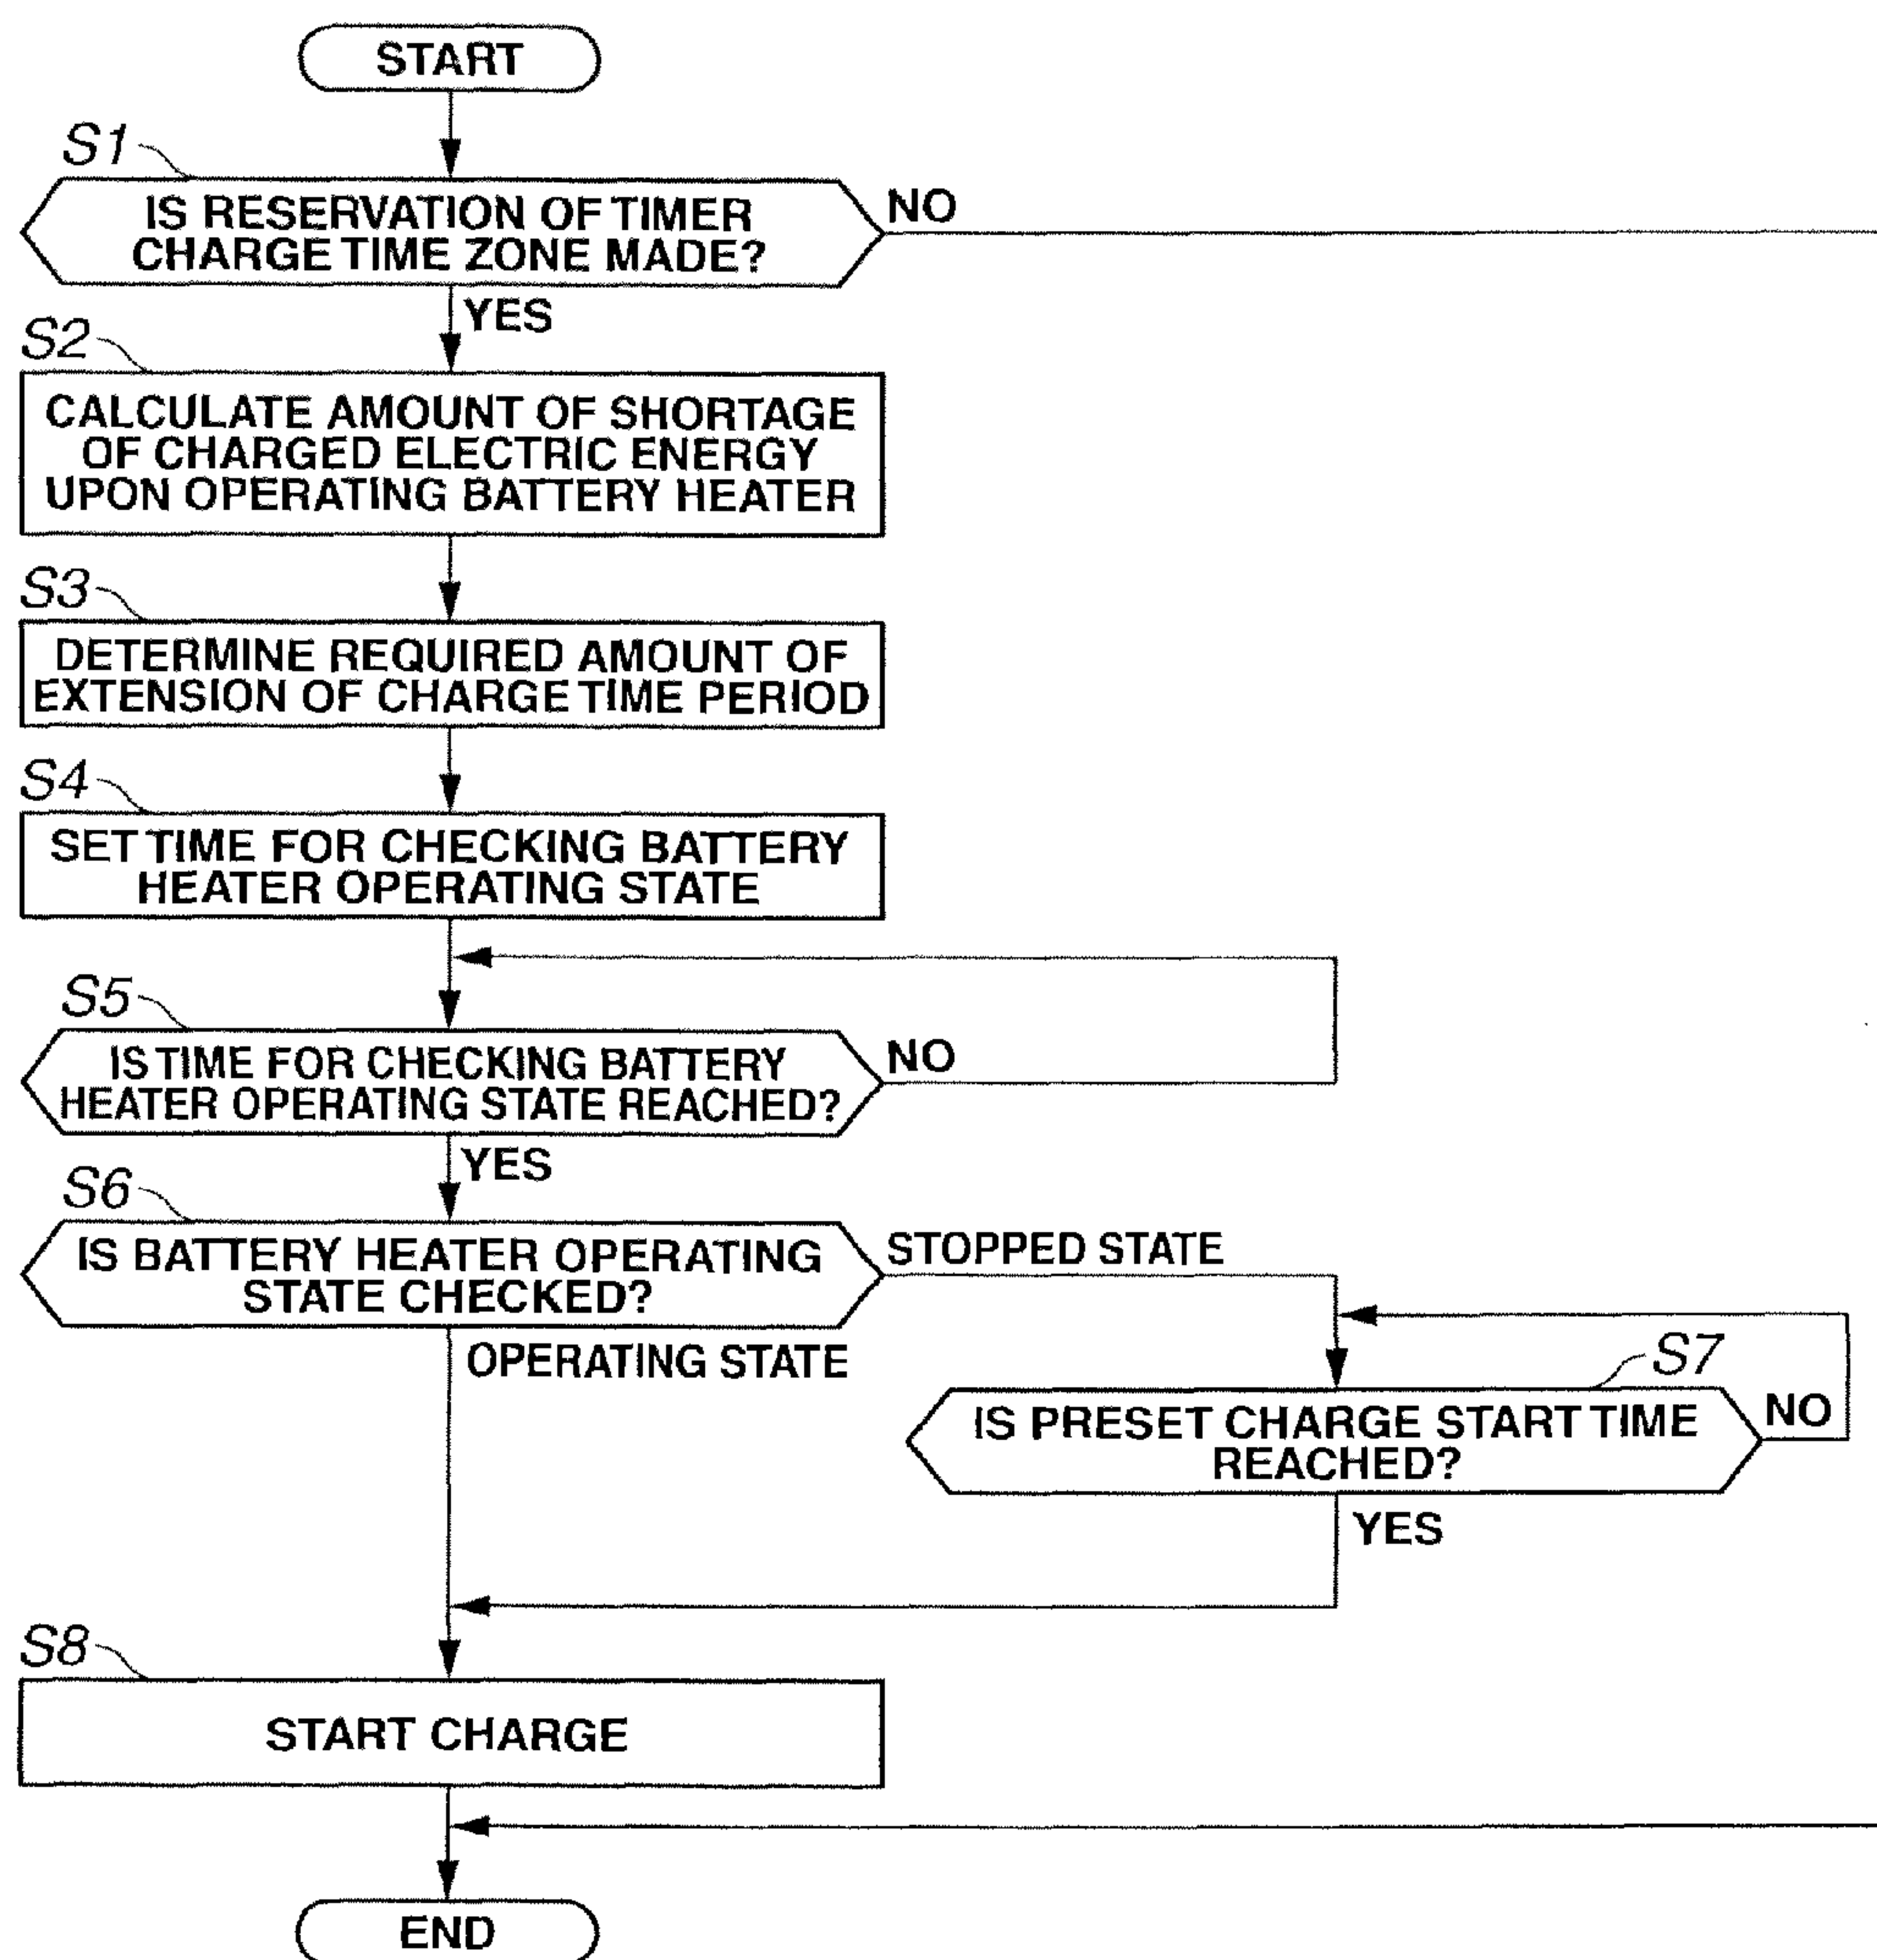 START
S1
IS RESERVATION OF TIMER
CHARGE TIME ZONE MADE?
NO
YES
S2
CALCULATE AMOUNT OF SHORTAGE
OF CHARGED ELECTRIC ENERGY
UPON OPERATING BATTERY HEATER
S3
DETERMINE REQUIRED AMOUNT OF
EXTENSION OF CHARGE TIME PERIOD
S4
SET TIME FOR CHECKING BATTERY
HEATER OPERATING STATE
S5
IS TIME FOR CHECKING BATTERY
HEATER OPERATING STATE REACHED?
NO
YES
S6
IS BATTERY HEATER OPERATING
STATE CHECKED?
STOPPED STATE
OPERATING STATE
S7
IS PRESET CHARGE START TIME
REACHED?
NO
YES
S8
START CHARGE
END